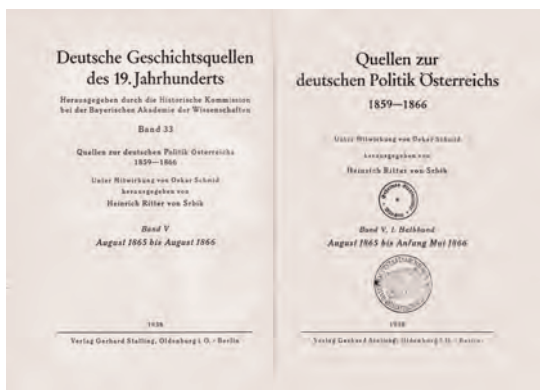 Deutsche Geschichtsquellen
des 19. Jahrhunderts
Herausgegeben durch die Historische Kommission
bei der Bayerischen Akademie der Wissenschaften
Band 33
Quellen zur deutschen Politik Österreichs
1859—1866
Unter Mitwirkung von Oskar Schmid
herausgegeben von
Heinrich Ritter von Srbik
Band V
August 1865 bis August 1866
1938
Verlag Gerhard Stalling, Oldenburg i. O. - Berlin
Quellen zur
deutschen Politik Österreichs
1859—1866
Unter Mitwirkung von Oskar Schmid
herausgegeben von
Heinrich Ritter von Srbik
Band V, 1. Halbband
August 1865 bis Anfang Mai 1866
1938
Verlag Gerhard Stalling, Oldenburg i. O. - Berlin